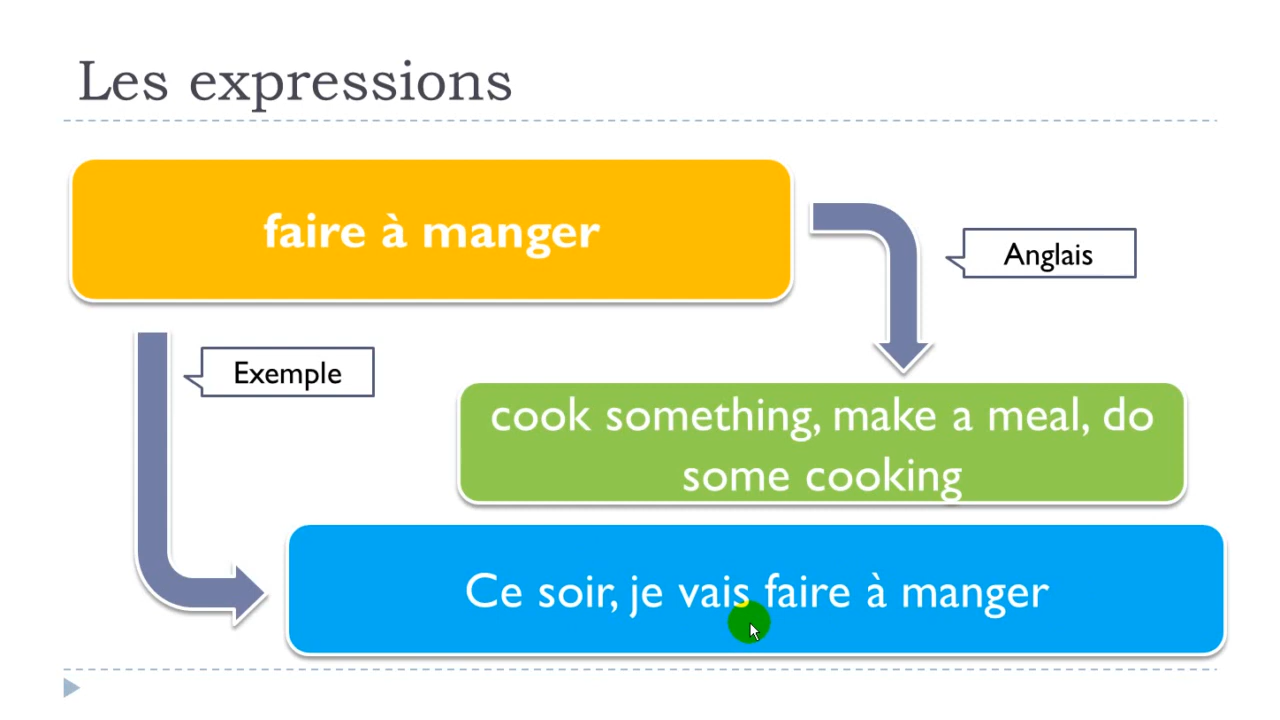 Les expressions
faire à manger
Anglais
Exemple
cook something, make a meal, do
some cooking
Ce soir, je vais faire à manger